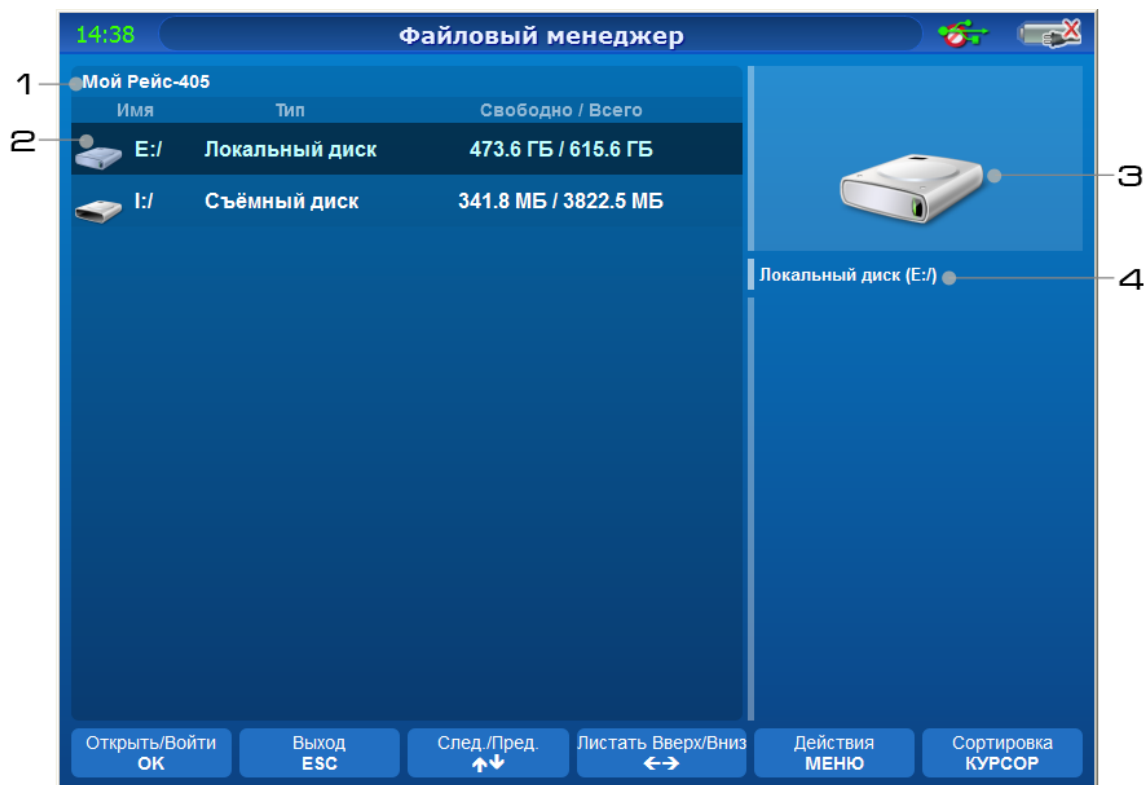 14:38 Файловый менеджер
1 Мой Рейс-405
Имя Тип Свободно / Всего
2 E:/ Локальный диск 473.6 ГБ / 615.6 ГБ
3
I:/ Съёмный диск 341.8 МБ / 3822.5 МБ
Локальный диск (E:/) 4
Открыть/Войти Выход След./Пред. Листать Вверх/Вниз Действия Сортировка
OK ESC ↑↓ ←→ МЕНЮ КУРСОР